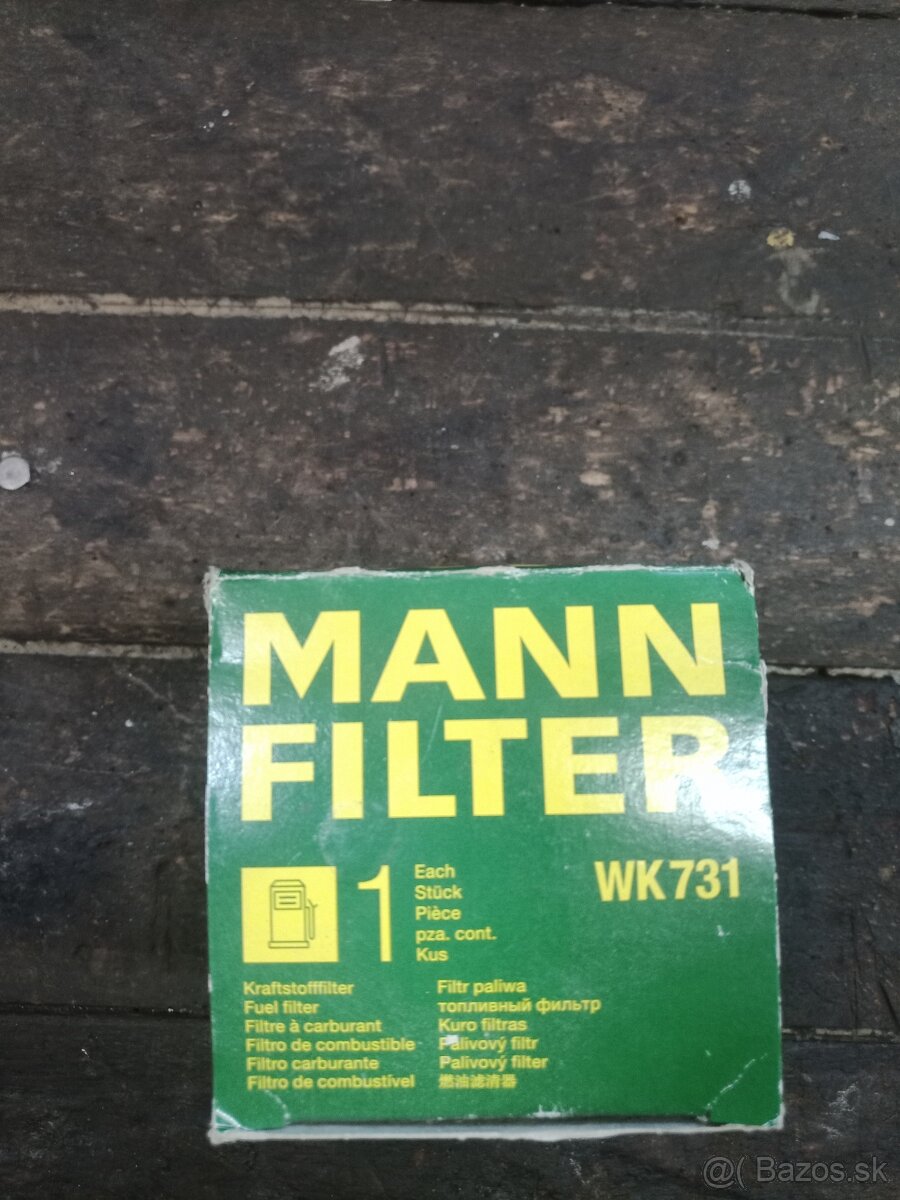 MANN
FILTER
1
Each
Stück
Pièce
pza. cont.
Kus
WK 731
Kraftstofffilter
Fuel filter
Filtre à carburant
Filtro de combustible
Filtro carburante
Filtro de combustível
Filtr paliwa
топливный фильтр
Kuro filtras
Palivový filtr
Palivový filter
燃油滤清器
@( Bazos.sk